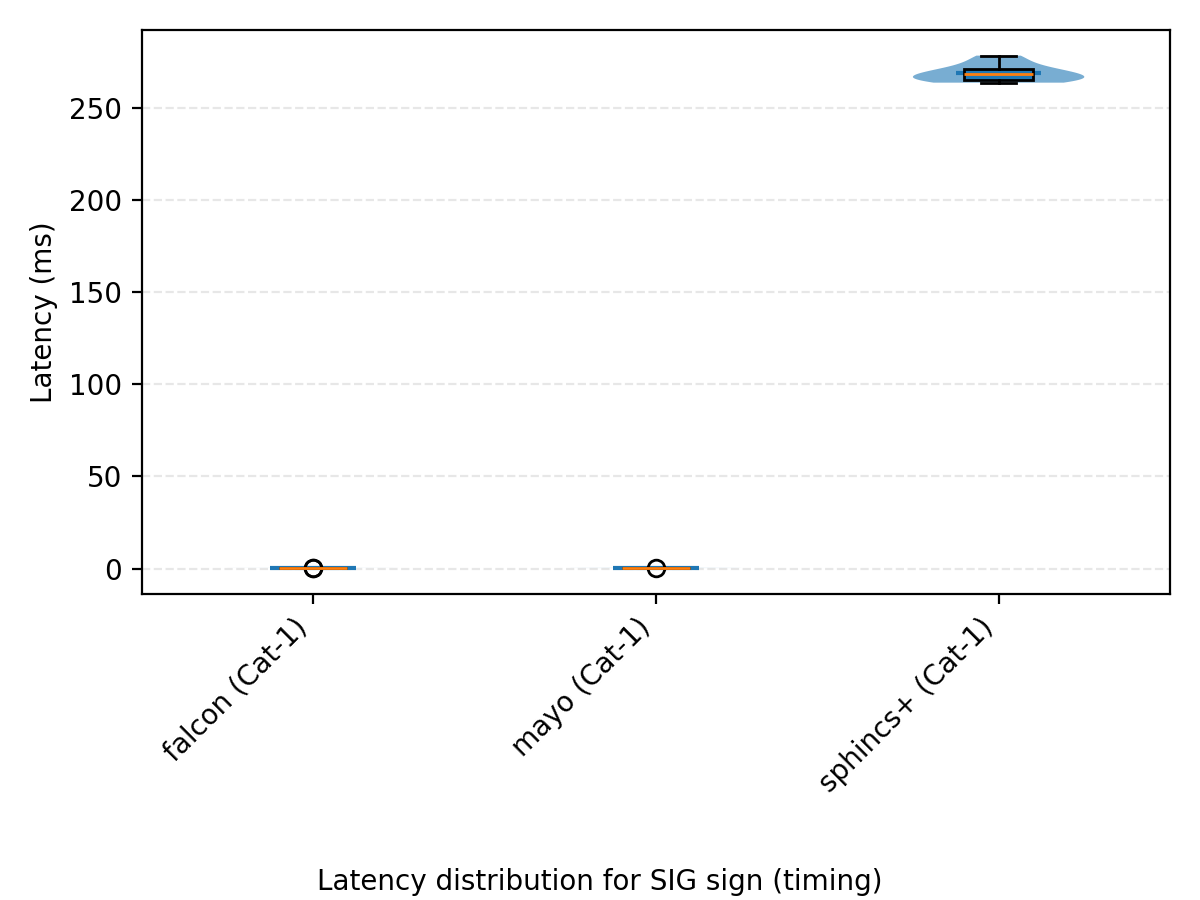 Latency (ms)
250
200
150
100
50
0
falcon (Cat-1)
mayo (Cat-1)
sphincs+ (Cat-1)
Latency distribution for SIG sign (timing)